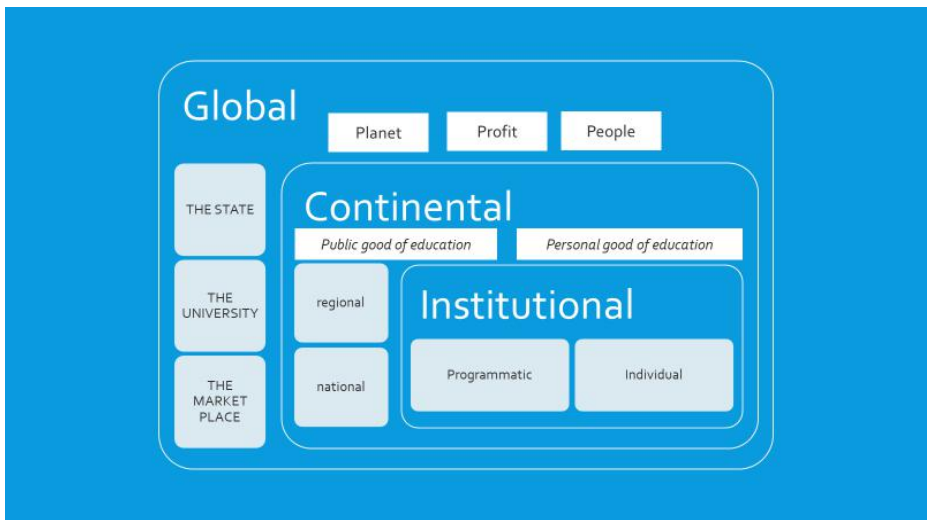 Global
Planet
Profit
People
THE STATE
Continental
Public good of education
Personal good of education
THE
UNIVERSITY
regional
Institutional
THE
MARKET
PLACE
national
Programmatic
Individual